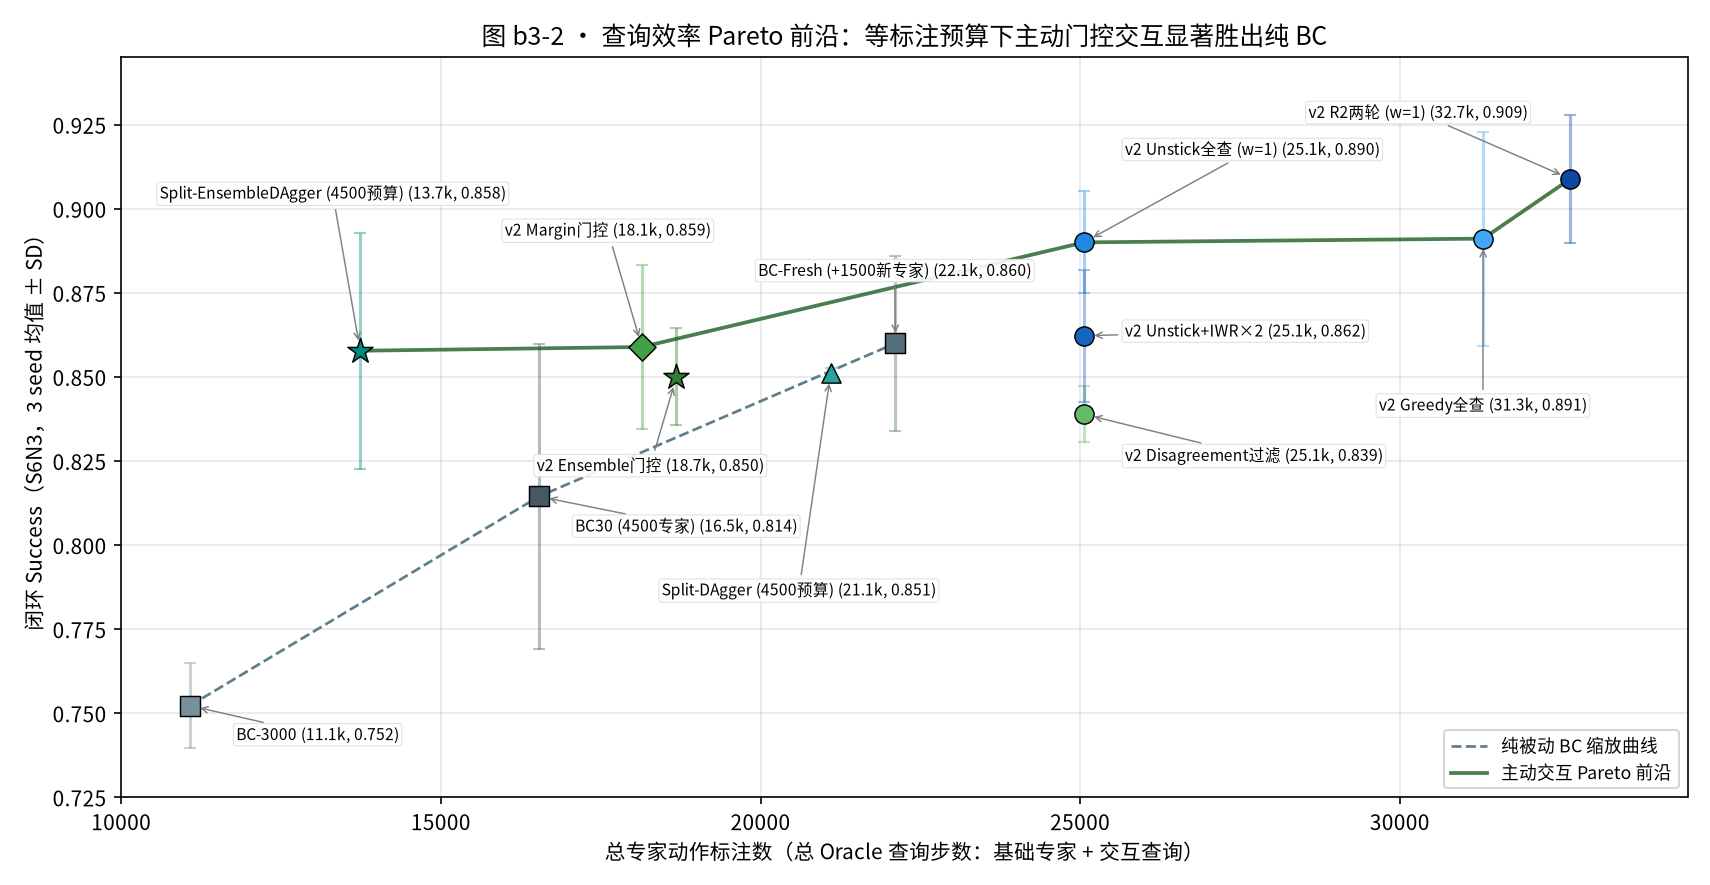 图 b3-2 · 查询效率 Pareto 前沿：等标注预算下主动门控交互显著胜出纯 BC
闭环 Success（S6N3，3 seed 均值 ± SD）
0.925
0.900
0.875
0.850
0.825
0.800
0.775
0.750
0.725
v2 R2两轮 (w=1) (32.7k, 0.909)
v2 Unstick全查 (w=1) (25.1k, 0.890)
Split-EnsembleDAgger (4500预算) (13.7k, 0.858)
v2 Margin门控 (18.1k, 0.859)
BC-Fresh (+1500新专家) (22.1k, 0.860)
v2 Unstick+IWR×2 (25.1k, 0.862)
v2 Greedy全查 (31.3k, 0.891)
v2 Disagreement过滤 (25.1k, 0.839)
v2 Ensemble门控 (18.7k, 0.850)
BC30 (4500专家) (16.5k, 0.814)
Split-DAgger (4500预算) (21.1k, 0.851)
BC-3000 (11.1k, 0.752)
纯被动 BC 缩放曲线
主动交互 Pareto 前沿
10000
15000
20000
25000
30000
总专家动作标注数（总 Oracle 查询步数：基础专家 + 交互查询）